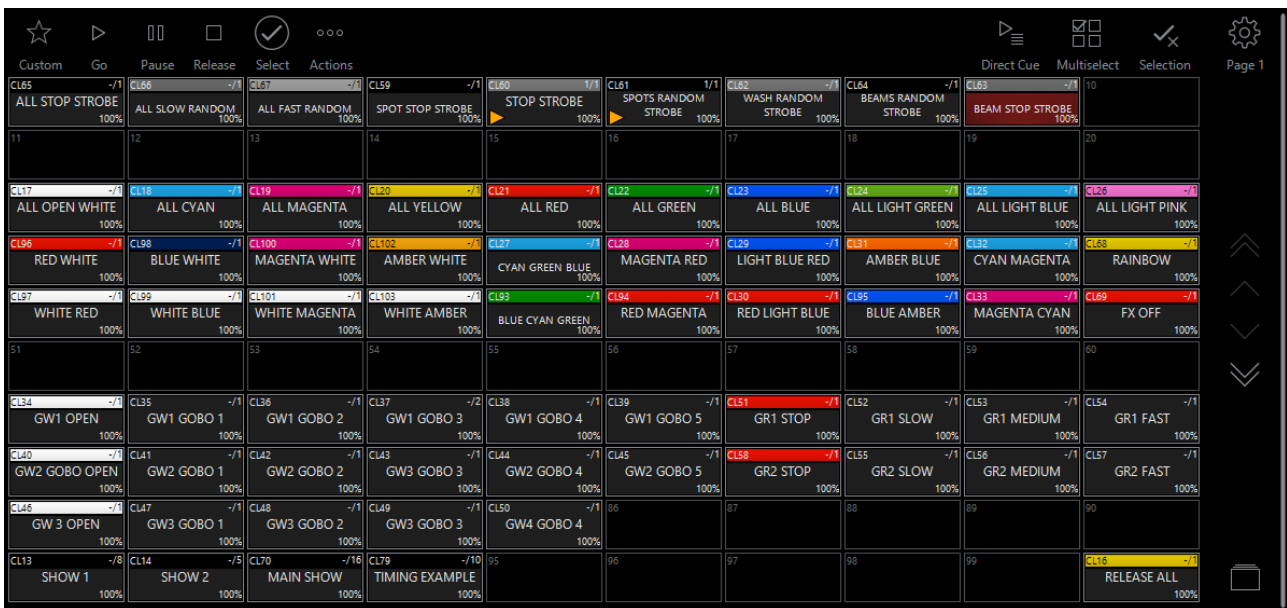 Custom Go Pause Release Select Actions Direct Cue Multiselect Selection Page 1
CL65 -/1 CL66 -/1 CL67 -/1 CL59 -/1 CL60 1/1 CL61 1/1 CL62 -/1 CL64 -/1 CL63 -/1 10
ALL STOP STROBE ALL SLOW RANDOM ALL FAST RANDOM SPOT STOP STROBE STOP STROBE SPOTS RANDOM STROBE WASH RANDOM STROBE BEAMS RANDOM STROBE BEAM STOP STROBE
100% 100% 100% 100% 100% 100% 100% 100% 100%
11 12 13 14 15 16 17 18 19 20
CL17 -/1 CL18 -/1 CL19 -/1 CL20 -/1 CL21 -/1 CL22 -/1 CL23 -/1 CL24 -/1 CL25 -/1 CL26 -/1
ALL OPEN WHITE ALL CYAN ALL MAGENTA ALL YELLOW ALL RED ALL GREEN ALL BLUE ALL LIGHT GREEN ALL LIGHT BLUE ALL LIGHT PINK
100% 100% 100% 100% 100% 100% 100% 100% 100% 100%
CL96 -/1 CL98 -/1 CL100 -/1 CL102 -/1 CL27 -/1 CL28 -/1 CL29 -/1 CL31 -/1 CL32 -/1 CL68 -/1
RED WHITE BLUE WHITE MAGENTA WHITE AMBER WHITE CYAN GREEN BLUE MAGENTA RED LIGHT BLUE RED AMBER BLUE CYAN MAGENTA RAINBOW
100% 100% 100% 100% 100% 100% 100% 100% 100% 100%
CL97 -/1 CL99 -/1 CL101 -/1 CL103 -/1 CL93 -/1 CL94 -/1 CL30 -/1 CL95 -/1 CL33 -/1 CL69 -/1
WHITE RED WHITE BLUE WHITE MAGENTA WHITE AMBER BLUE CYAN GREEN RED MAGENTA RED LIGHT BLUE BLUE AMBER MAGENTA CYAN FX OFF
100% 100% 100% 100% 100% 100% 100% 100% 100% 100%
51 52 53 54 55 56 57 58 59 60
CL34 -/1 CL35 -/1 CL36 -/1 CL37 -/2 CL38 -/1 CL39 -/1 CL51 -/1 CL52 -/1 CL53 -/1 CL54 -/1
GW1 OPEN GW1 GOBO 1 GW1 GOBO 2 GW1 GOBO 3 GW1 GOBO 4 GW1 GOBO 5 GR1 STOP GR1 SLOW GR1 MEDIUM GR1 FAST
100% 100% 100% 100% 100% 100% 100% 100% 100% 100%
CL40 -/1 CL41 -/1 CL42 -/1 CL43 -/1 CL44 -/1 CL45 -/1 CL58 -/1 CL55 -/1 CL56 -/1 CL57 -/1
GW2 GOBO OPEN GW2 GOBO 1 GW2 GOBO 2 GW3 GOBO 3 GW2 GOBO 4 GW2 GOBO 5 GR2 STOP GR2 SLOW GR2 MEDIUM GR2 FAST
100% 100% 100% 100% 100% 100% 100% 100% 100% 100%
CL46 -/1 CL47 -/1 CL48 -/1 CL49 -/1 CL50 -/1 86 87 88 89 90
GW 3 OPEN GW3 GOBO 1 GW3 GOBO 2 GW3 GOBO 3 GW4 GOBO 4
100% 100% 100% 100% 100%
CL13 -/8 CL14 -/5 CL70 -/16 CL79 -/10 95 96 97 98 99 CL16 -/1
SHOW 1 SHOW 2 MAIN SHOW TIMING EXAMPLE RELEASE ALL
100% 100% 100% 100% 100%